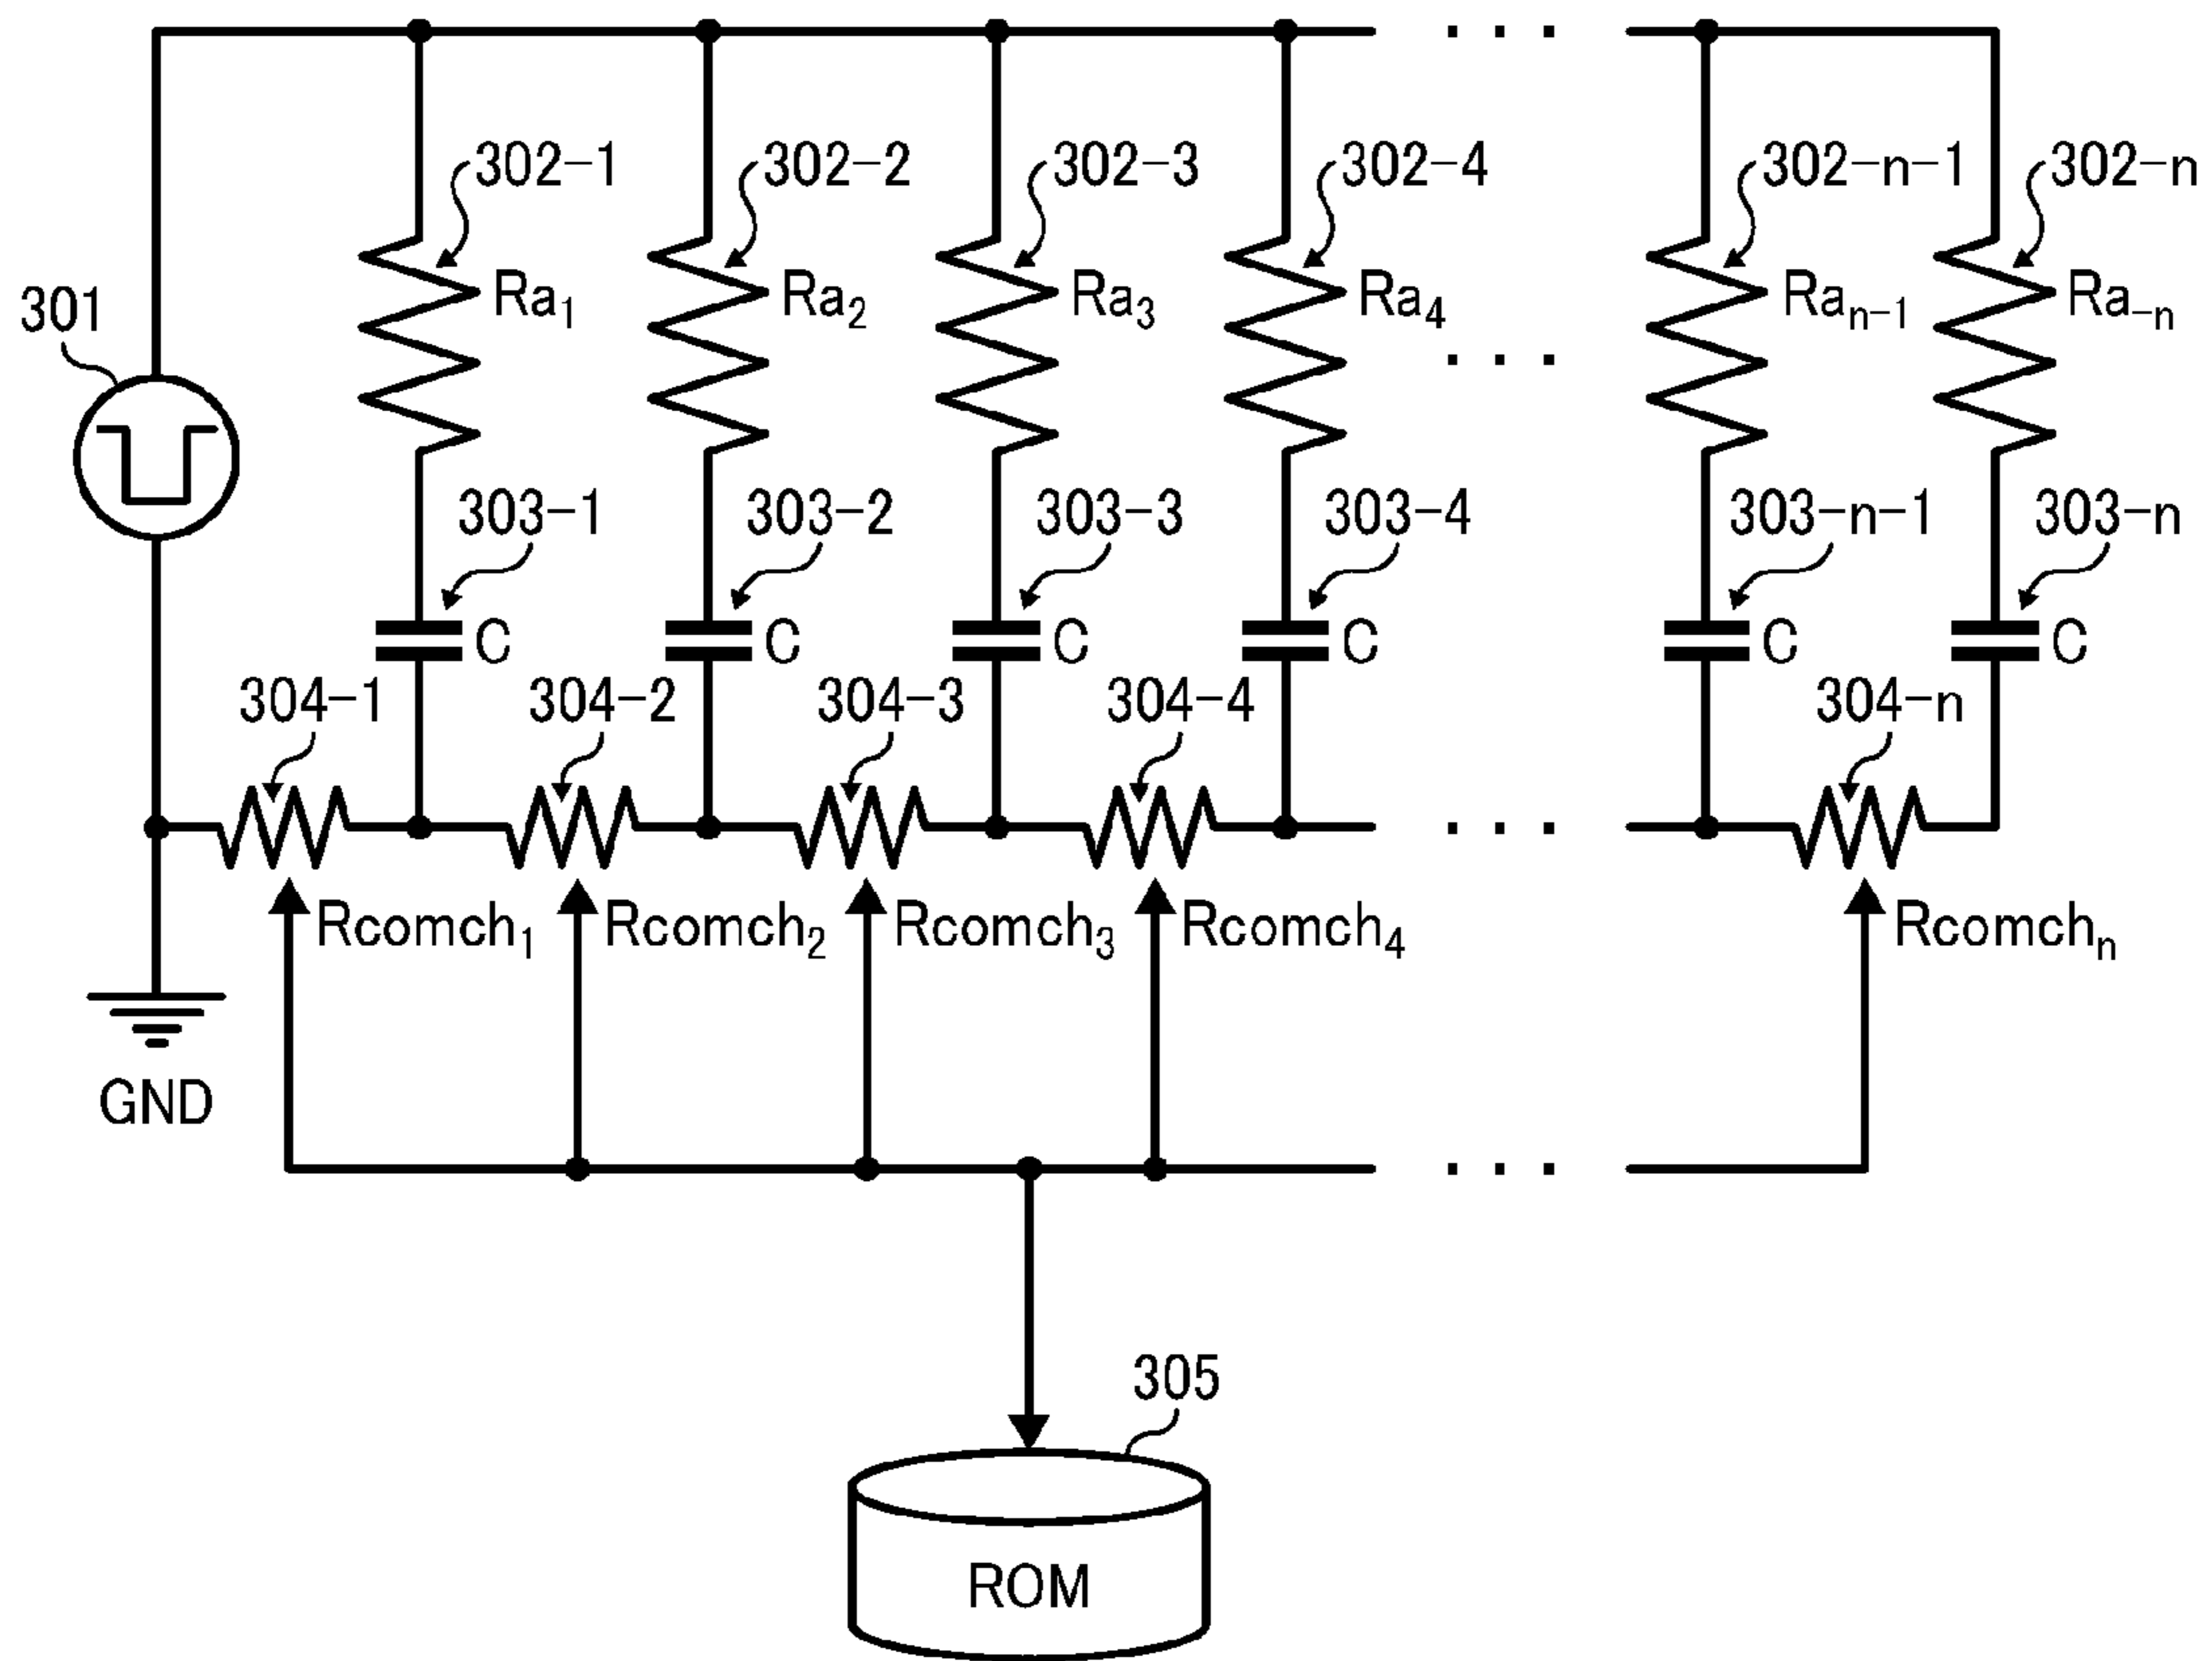 . . .
302-1 302-2 302-3 302-4 302-n-1 302-n
301 Ra1 Ra2 Ra3 Ra4 Ran-1 Ra-n
. . .
303-1 303-2 303-3 303-4 303-n-1 303-n
C C C C C C
304-1 304-2 304-3 304-4 304-n
. . .
Rcomch1 Rcomch2 Rcomch3 Rcomch4 Rcomchn
GND
. . .
305
ROM